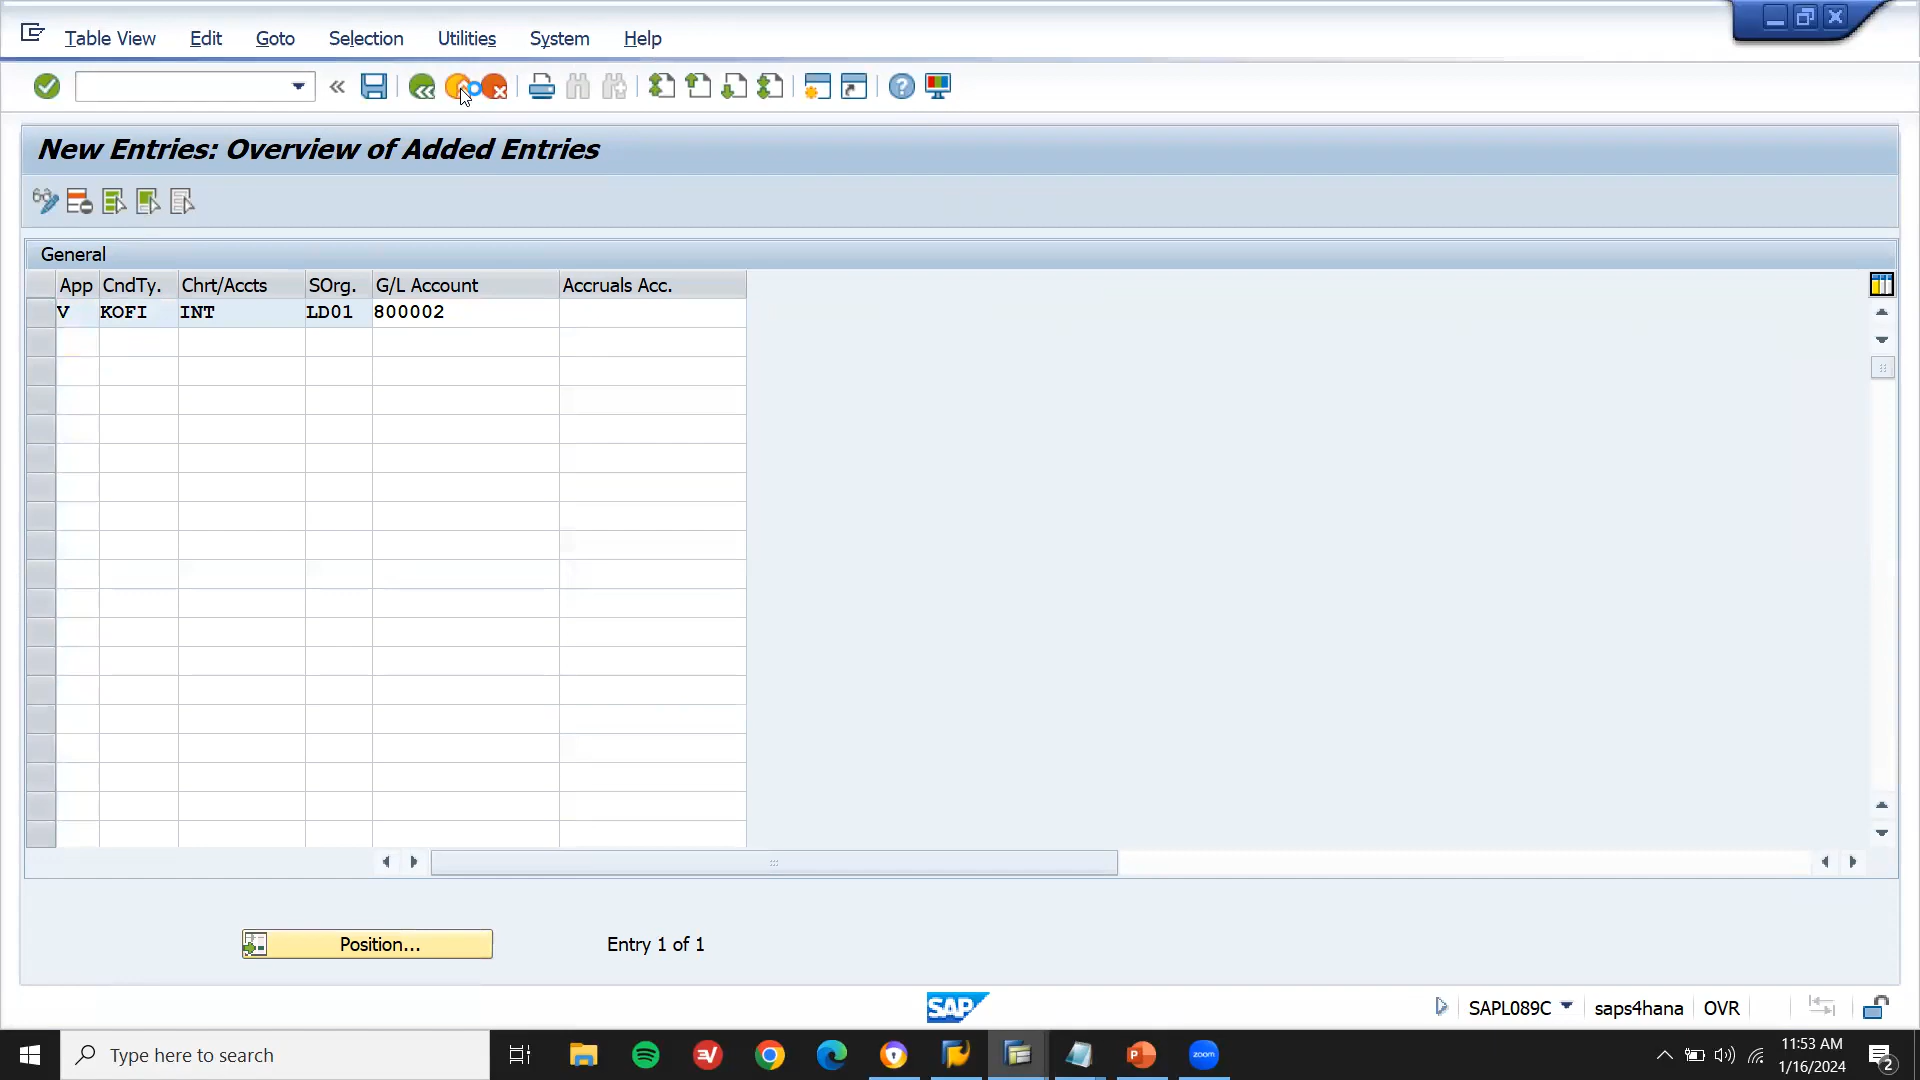 Table View Edit Goto Selection Utilities System Help
New Entries: Overview of Added Entries
General
App CndTy. Chrt/Accts SOrg. G/L Account Accruals Acc.
V KOFI INT LD01 800002
Position... Entry 1 of 1
SAP SAPL089C saps4hana OVR
Type here to search
zoom
11:53 AM
1/16/2024
2